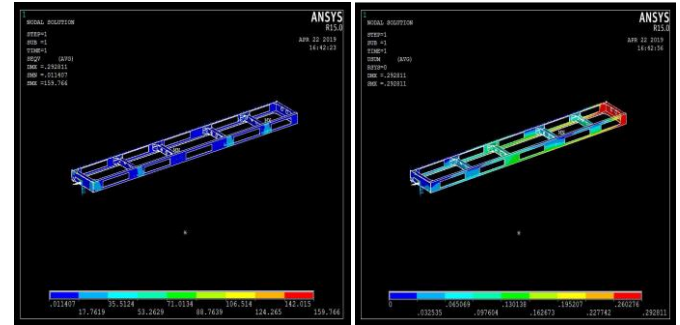 1
NODAL SOLUTION
STEP=1
SUB =1
TIME=1
SEQV (AVG)
DMX =.292811
SMN =.011407
SMX =159.766
ANSYS
R15.0
APR 22 2019
16:42:23
MX
MN
.011407 35.5124 71.0134 106.514 142.015
17.7619 53.2629 88.7639 124.265 159.766
1
NODAL SOLUTION
STEP=1
SUB =1
TIME=1
USUM (AVG)
RSYS=0
DMX =.292811
SMX =.292811
ANSYS
R15.0
APR 22 2019
16:42:36
0 .065069 .130138 .195207 .260276
.032535 .097604 .162673 .227742 .292811